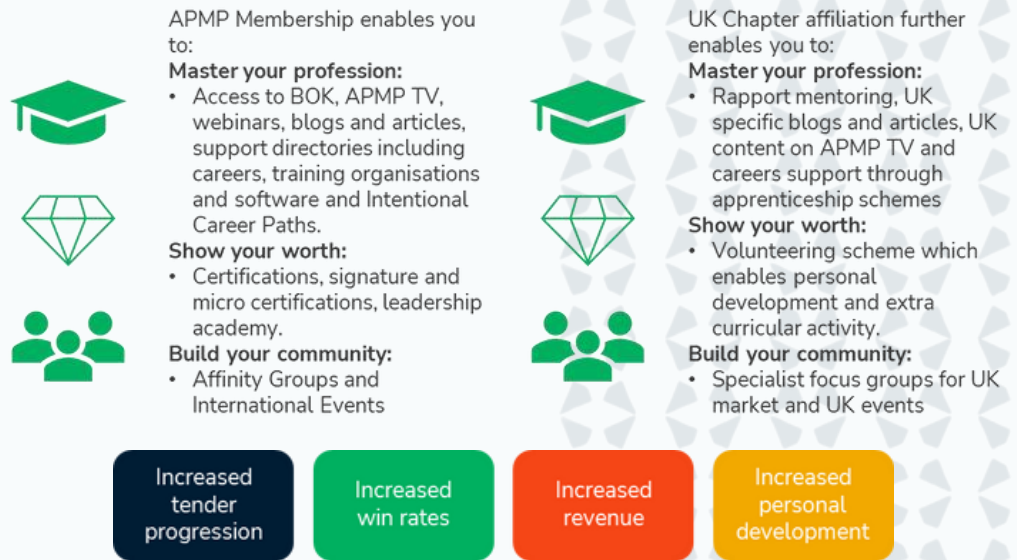 APMP Membership enables you
to:
Master your profession:
• Access to BOK, APMP TV,
webinars, blogs and articles,
support directories including
careers, training organisations
and software and Intentional
Career Paths.
Show your worth:
• Certifications, signature and
micro certifications, leadership
academy.
Build your community:
• Affinity Groups and
International Events
UK Chapter affiliation further
enables you to:
Master your profession:
• Rapport mentoring, UK
specific blogs and articles, UK
content on APMP TV and
careers support through
apprenticeship schemes
Show your worth:
• Volunteering scheme which
enables personal
development and extra
curricular activity.
Build your community:
• Specialist focus groups for UK
market and UK events
Increased
tender
progression
Increased
win rates
Increased
revenue
Increased
personal
development